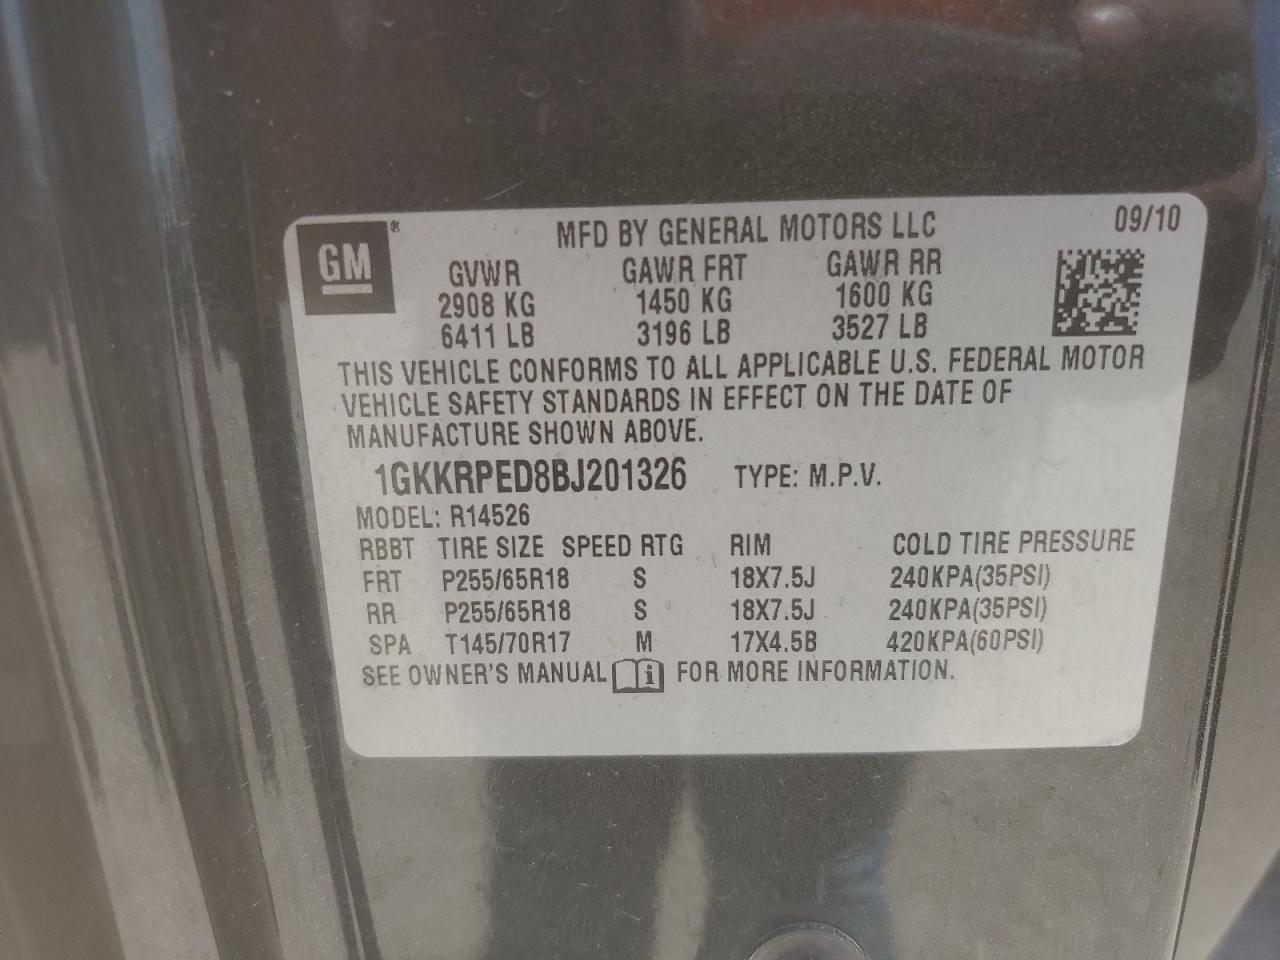 GM ® MFD BY GENERAL MOTORS LLC 09/10
GVWR GAWR FRT GAWR RR
2908 KG 1450 KG 1600 KG
6411 LB 3196 LB 3527 LB
THIS VEHICLE CONFORMS TO ALL APPLICABLE U.S. FEDERAL MOTOR
VEHICLE SAFETY STANDARDS IN EFFECT ON THE DATE OF
MANUFACTURE SHOWN ABOVE.
1GKKRPED8BJ201326 TYPE: M.P.V.
MODEL: R14526
RBBT TIRE SIZE SPEED RTG RIM COLD TIRE PRESSURE
FRT P255/65R18 S 18X7.5J 240KPA(35PSI)
RR P255/65R18 S 18X7.5J 240KPA(35PSI)
SPA T145/70R17 M 17X4.5B 420KPA(60PSI)
SEE OWNER'S MANUAL i FOR MORE INFORMATION.